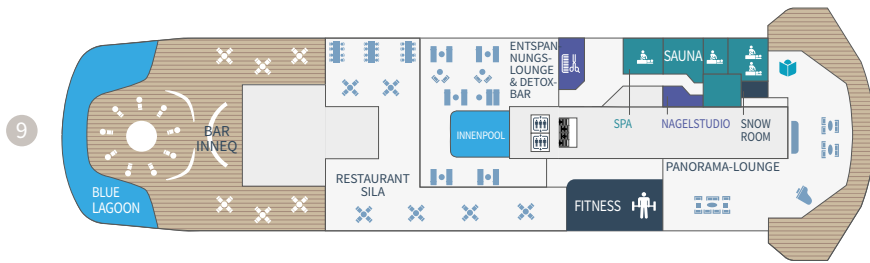 9
BLUE
LAGOON
BAR
INNEQ
RESTAURANT
SILA
ENTSPAN
NUNGS-
LOUNGE
& DETOX-
BAR
INNENPOOL
SAUNA
SPA
NAGELSTUDIO
SNOW
ROOM
PANORAMA-LOUNGE
FITNESS